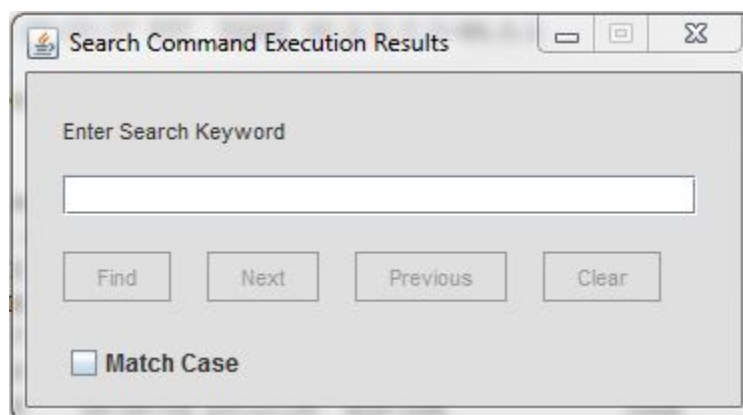 Search Command Execution Results
Enter Search Keyword
Find Next Previous Clear
Match Case